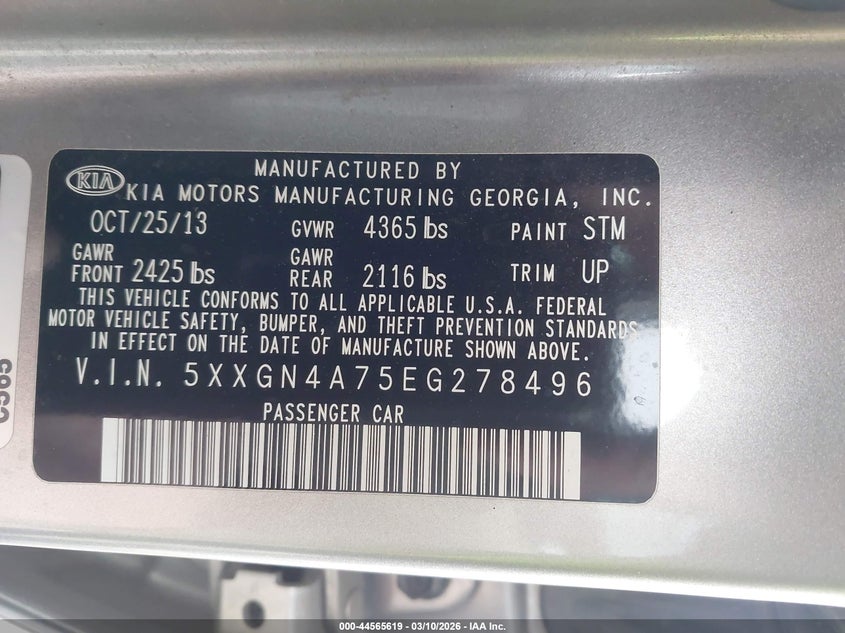 MANUFACTURED BY
KIA KIA MOTORS MANUFACTURING GEORGIA, INC.
OCT/25/13 GVWR 4365 lbs PAINT STM
GAWR FRONT 2425 lbs GAWR REAR 2116 lbs TRIM UP
THIS VEHICLE CONFORMS TO ALL APPLICABLE U.S.A. FEDERAL
MOTOR VEHICLE SAFETY, BUMPER, AND THEFT PREVENTION STANDARDS
IN EFFECT ON THE DATE OF MANUFACTURE SHOWN ABOVE.
V.I.N. 5XXGN4A75EG278496
PASSENGER CAR
000-44565619 - 03/10/2026 - IAA Inc.